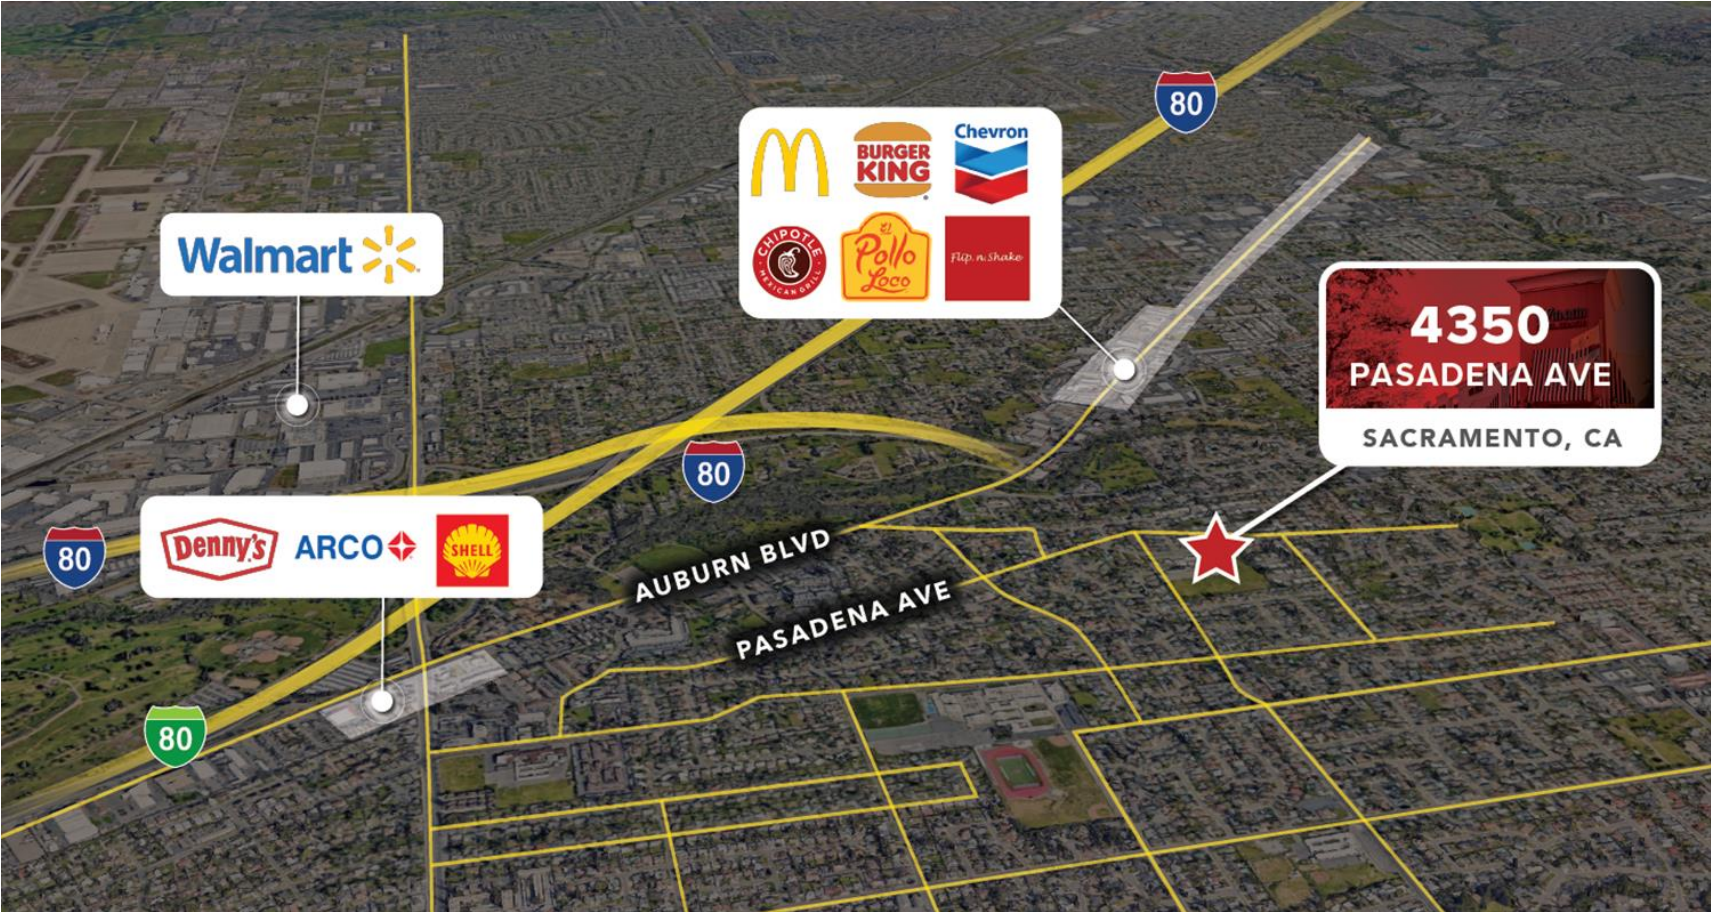 80
McDonald's
BURGER
KING
Chevron
CHIPOTLE
MEXICAN GRILL
El
Pollo
Loco
Flip.n.Shake
Walmart
4350
PASADENA AVE
SACRAMENTO, CA
80
80
Denny's
ARCO
SHELL
AUBURN BLVD
PASADENA AVE
80